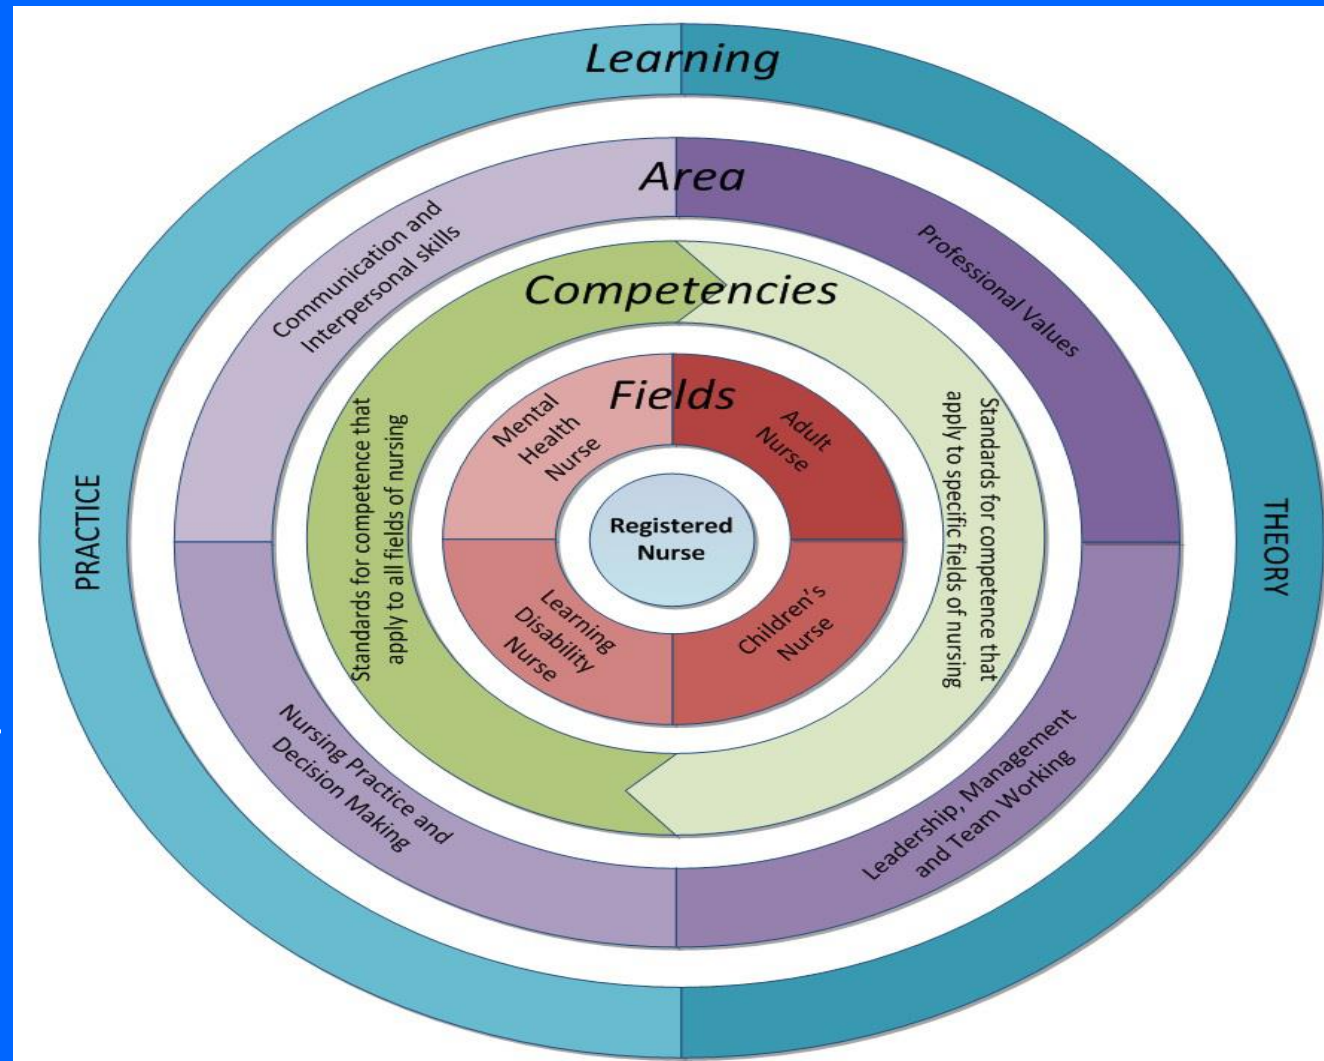 Learning
Area
Communication and
Interpersonal skills
Professional Values
Competencies
Standards for competence that
apply to all fields of nursing
Standards for competence that
apply to specific fields of nursing
Fields
Mental
Health
Nurse
Adult
Nurse
Registered
Nurse
Learning
Disability
Nurse
Children's
Nurse
PRACTICE
THEORY
Nursing Practice and
Decision Making
Leadership, Management
and Team Working